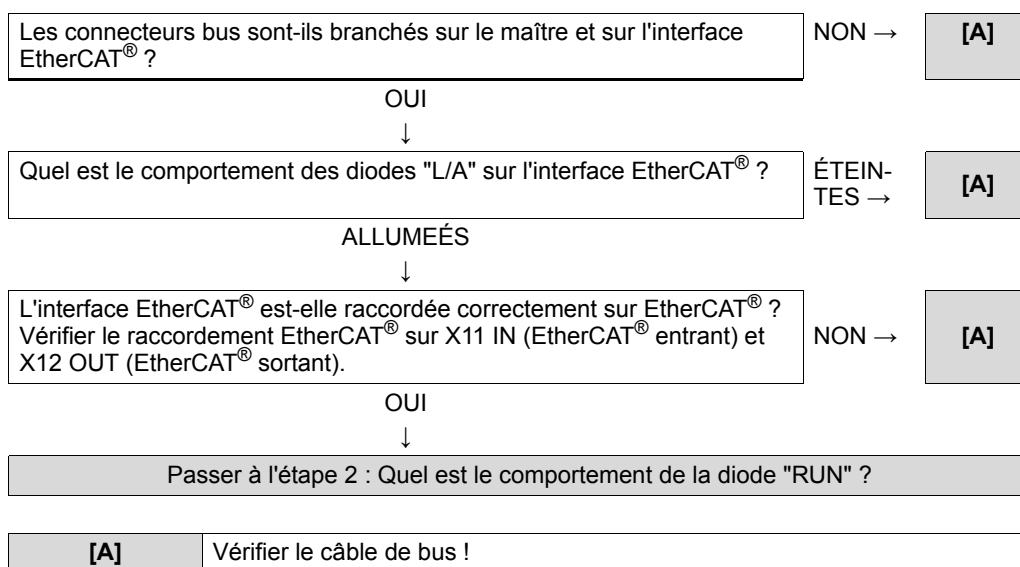 Les connecteurs bus sont-ils branchés sur le maître et sur l'interface
EtherCAT® ?
NON →
[A]
OUI
↓
Quel est le comportement des diodes "L/A" sur l'interface EtherCAT® ?
ÉTEIN-
TES →
[A]
ALLUMEÉS
↓
L'interface EtherCAT® est-elle raccordée correctement sur EtherCAT® ?
Vérifier le raccordement EtherCAT® sur X11 IN (EtherCAT® entrant) et
X12 OUT (EtherCAT® sortant).
NON →
[A]
OUI
↓
Passer à l'étape 2 : Quel est le comportement de la diode "RUN" ?
[A] Vérifier le câble de bus !